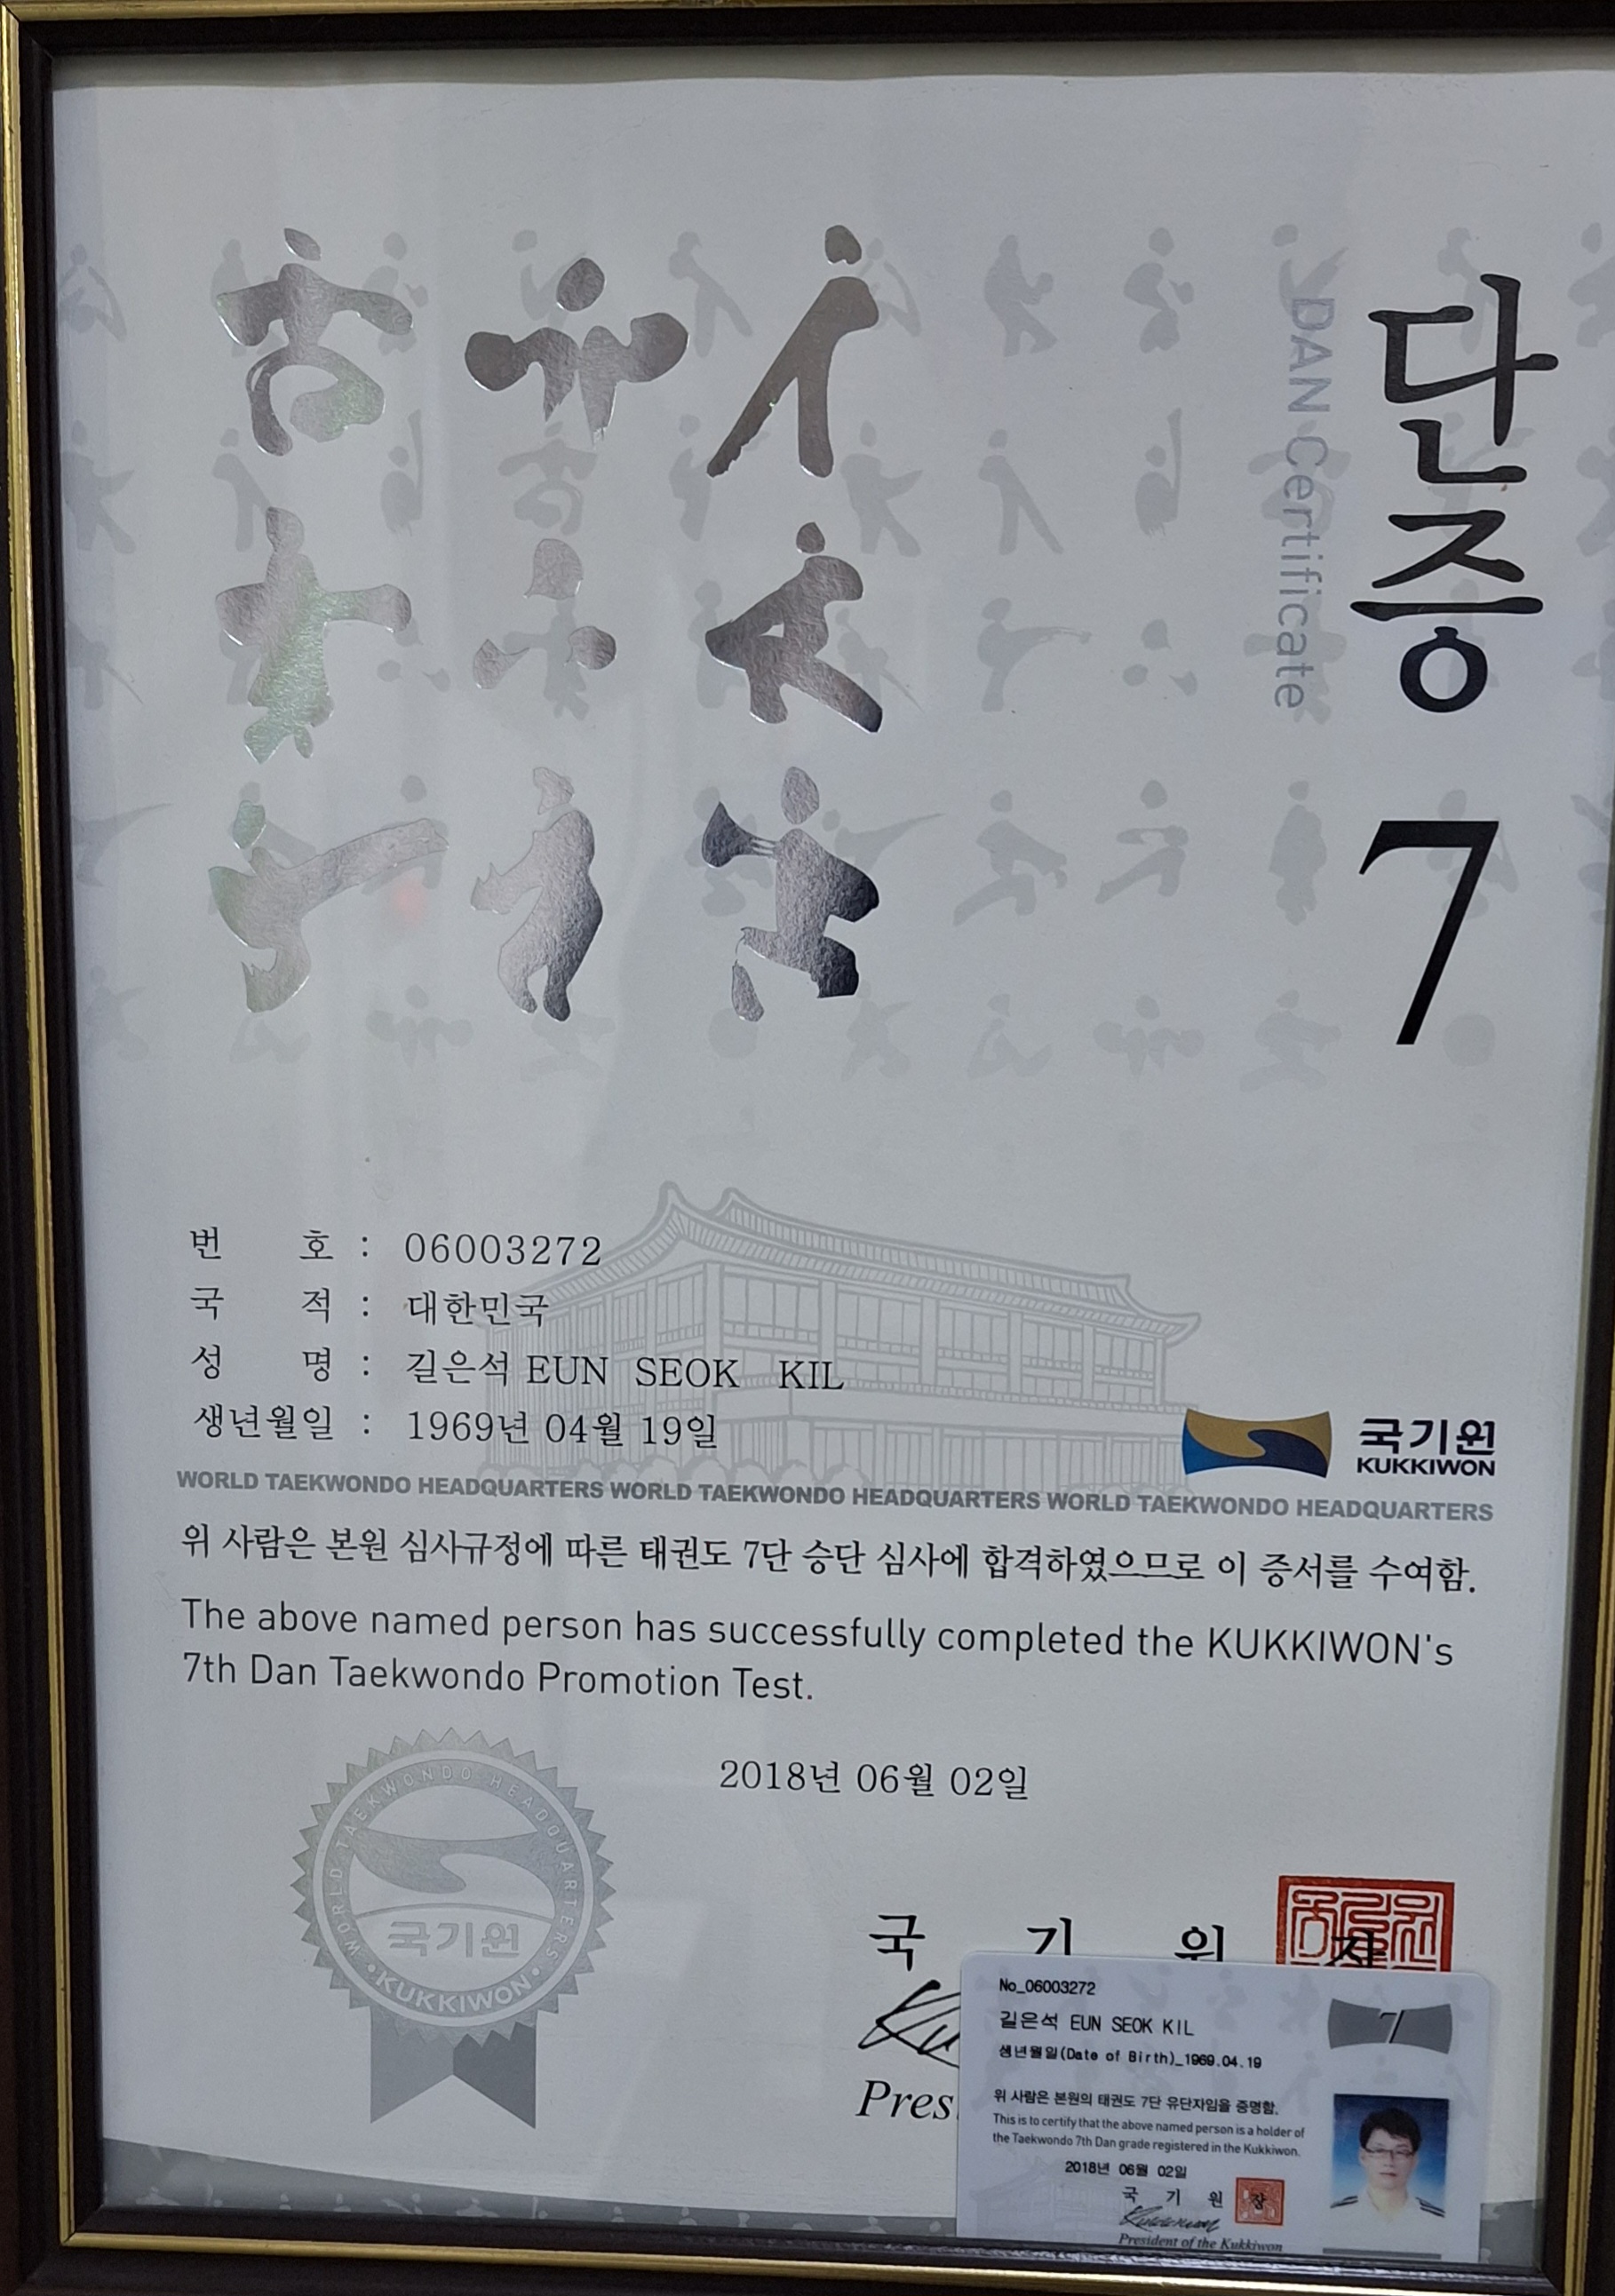 단증
DAN Certificate
7
번 호 : 06003272
국 적 : 대한민국
성 명 : 길은석 EUN SEOK KIL
생년월일 : 1969년 04월 19일
국기원
KUKKIWON
WORLD TAEKWONDO HEADQUARTERS WORLD TAEKWONDO HEADQUARTERS WORLD TAEKWONDO HEADQUARTERS
위 사람은 본원 심사규정에 따른 태권도 7단 승단 심사에 합격하였으므로 이 증서를 수여함.
The above named person has successfully completed the KUKKIWON's
7th Dan Taekwondo Promotion Test.
2018년 06월 02일
WORLD TAEKWONDO HEADQUARTERS
국기원
KUKKIWON
국 기 원 장
Pres
No_06003272
길은석 EUN SEOK KIL
생년월일(Date of Birth)_1969.04.19
7
위 사람은 본원의 태권도 7단 유단자임을 증명함.
This is to certify that the above named person is a holder of
the Taekwondo 7th Dan grade registered in the Kukkiwon.
2018년 06월 02일
국 기 원 장
President of the Kukkiwon